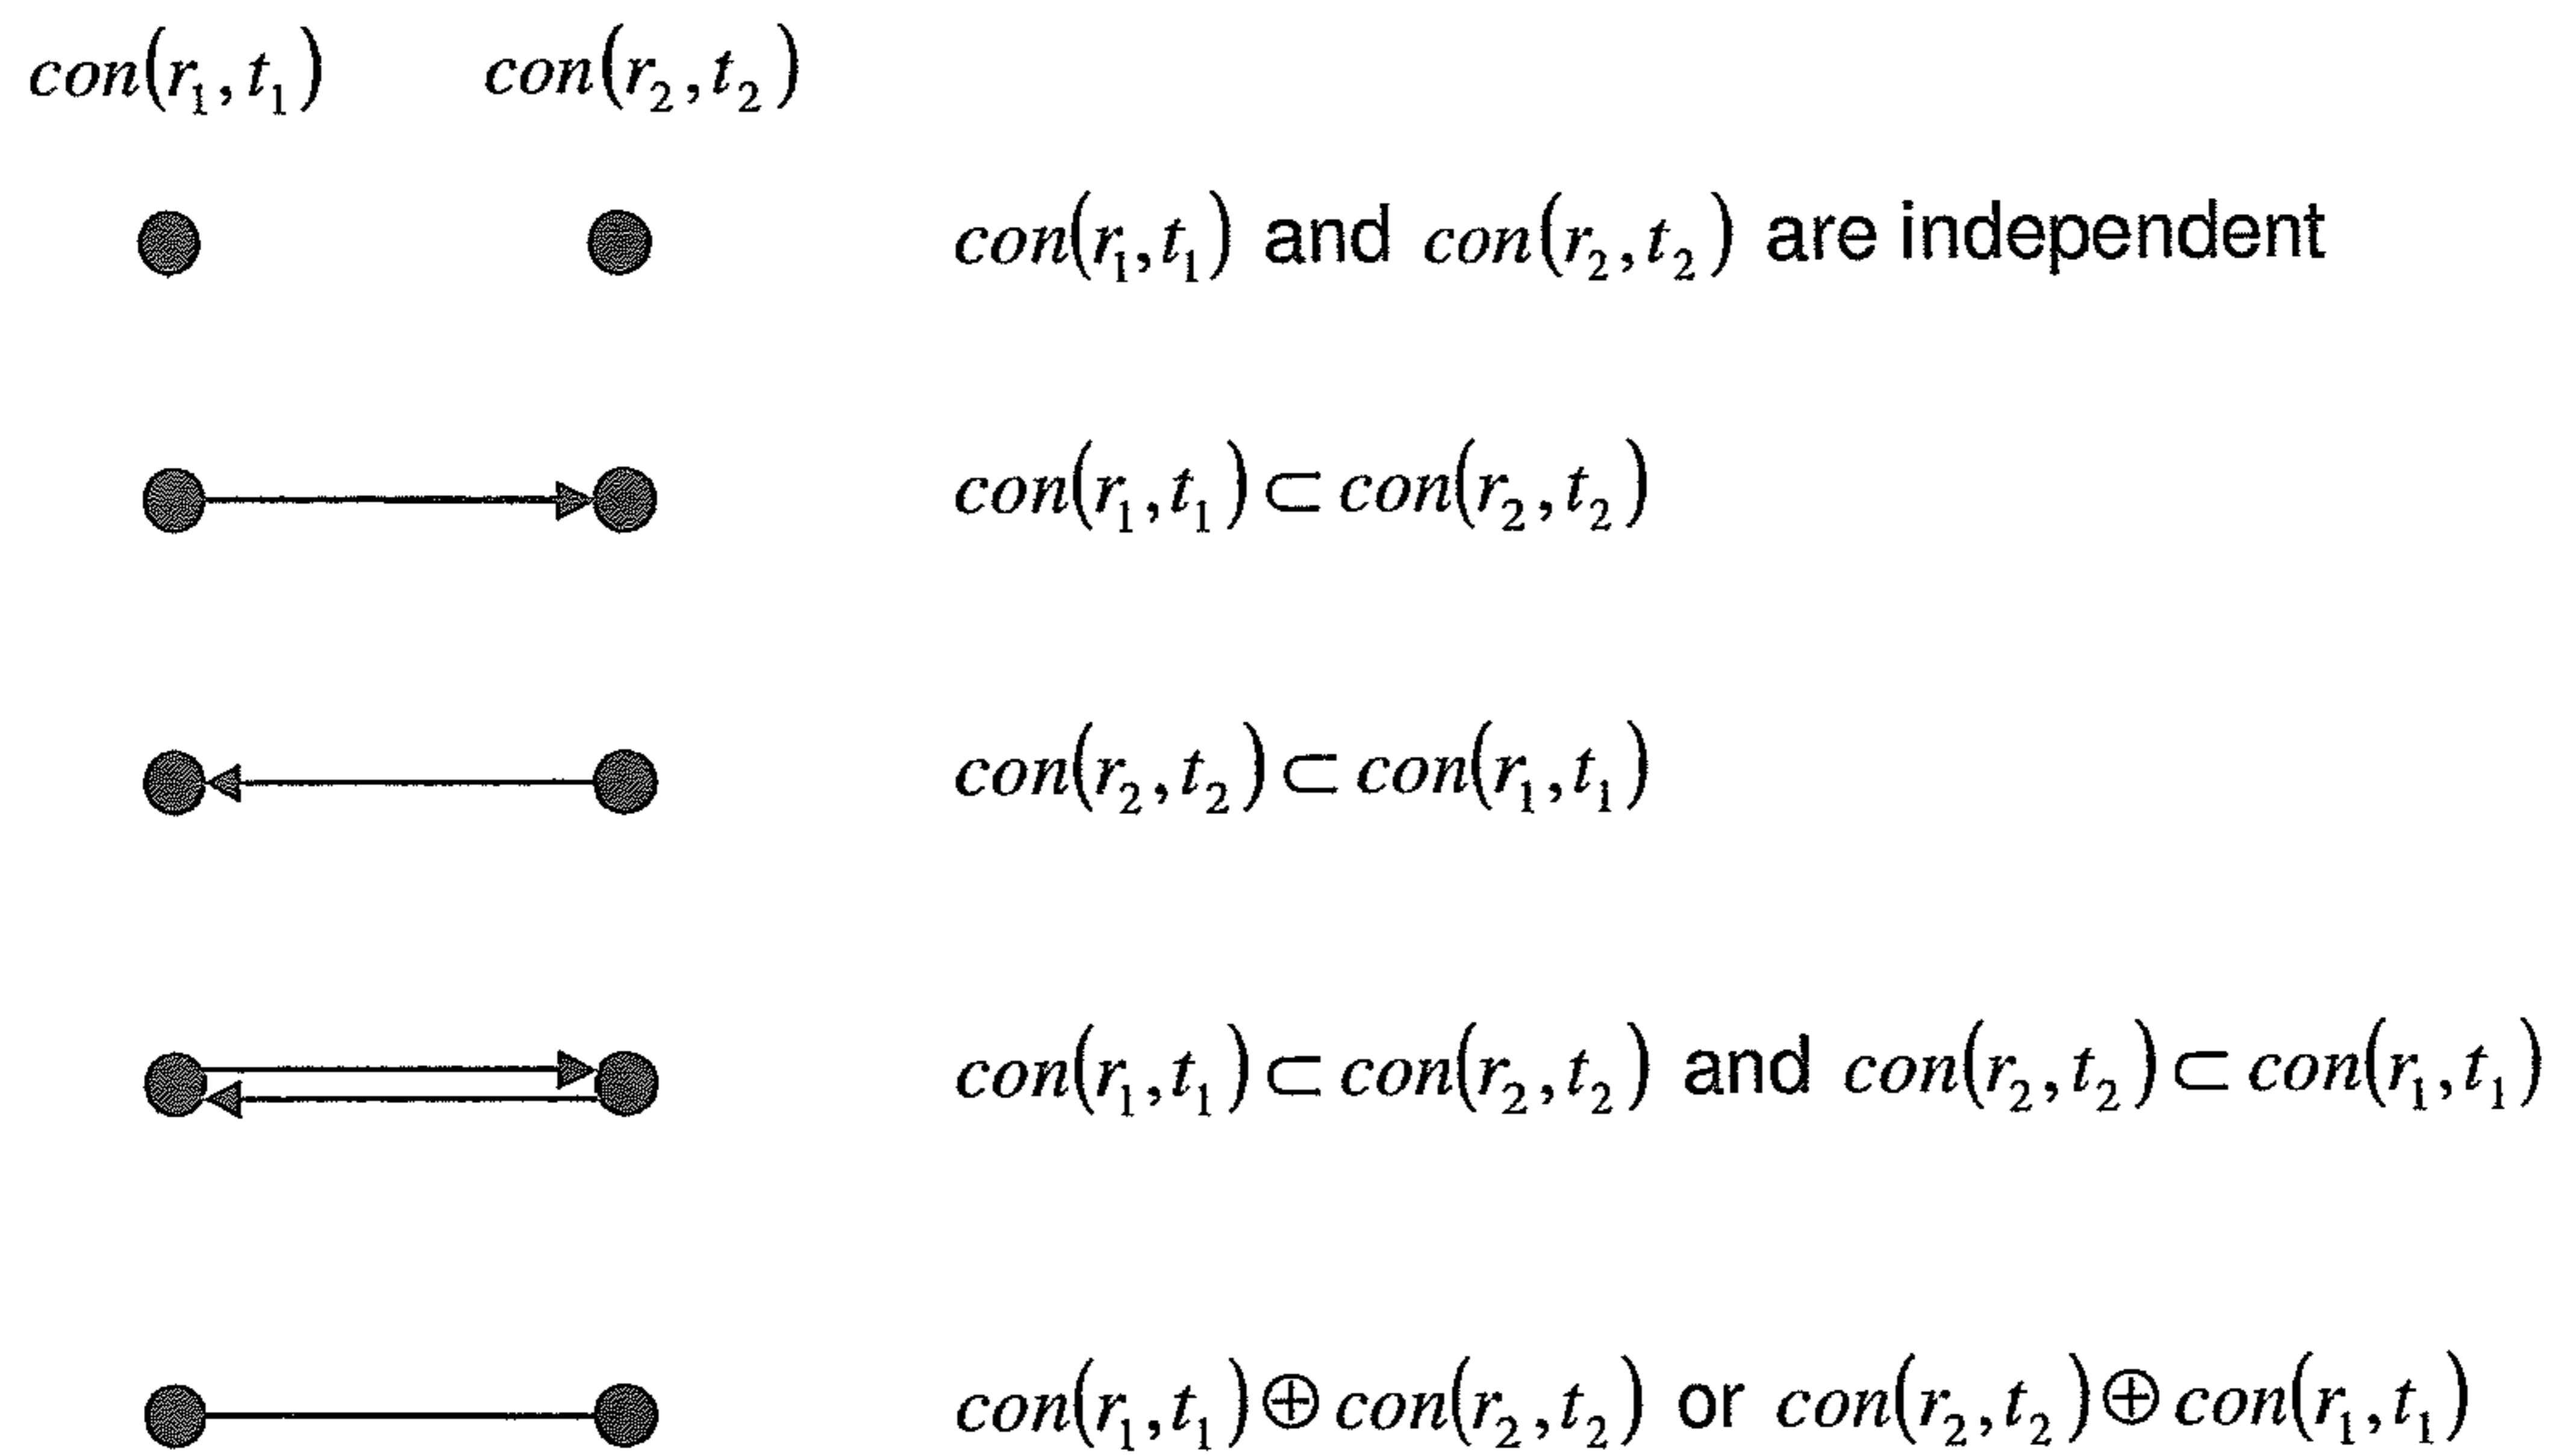 con(r₁,t₁) con(r₂,t₂)
con(r₁,t₁) and con(r₂,t₂) are independent
con(r₁,t₁)⊂con(r₂,t₂)
con(r₂,t₂)⊂con(r₁,t₁)
con(r₁,t₁)⊂con(r₂,t₂) and con(r₂,t₂)⊂con(r₁,t₁)
con(r₁,t₁)⊕con(r₂,t₂) or con(r₂,t₂)⊕con(r₁,t₁)